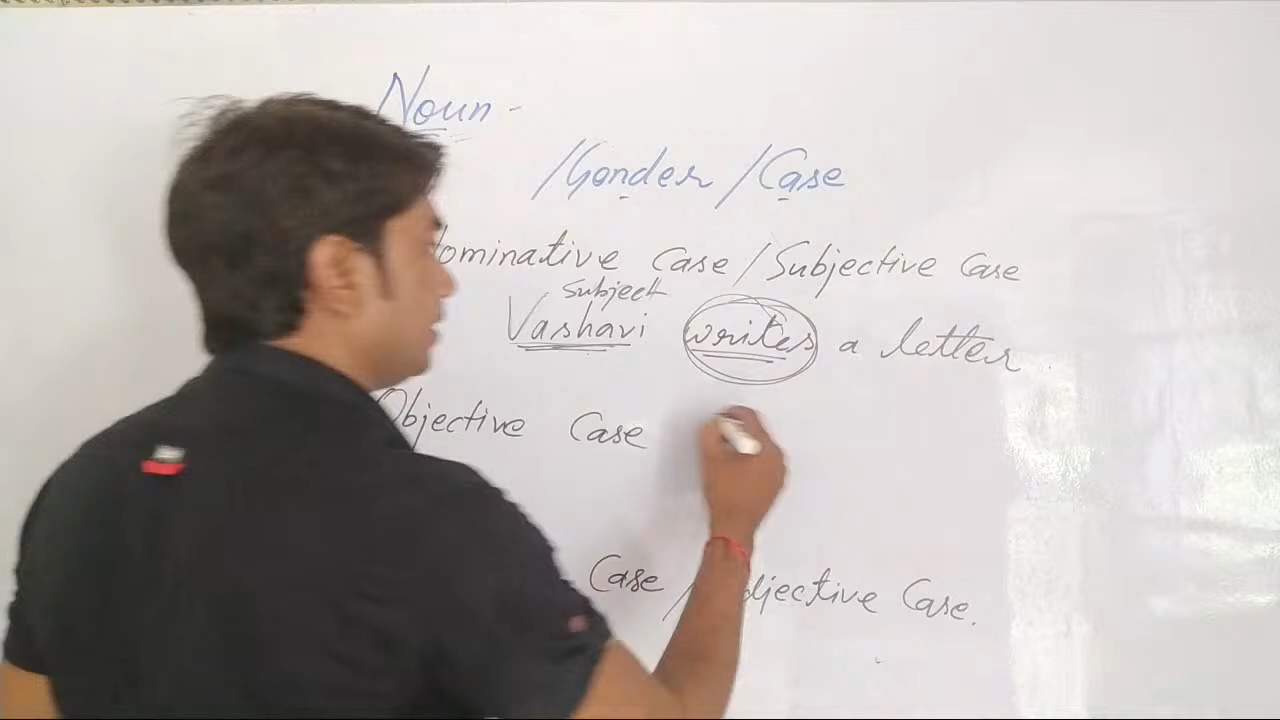 Noun -
/Gender /Case
Nominative Case / Subjective Case
Subject
Vashavi writes a letter.
Objective Case
Case / Adjective Case.